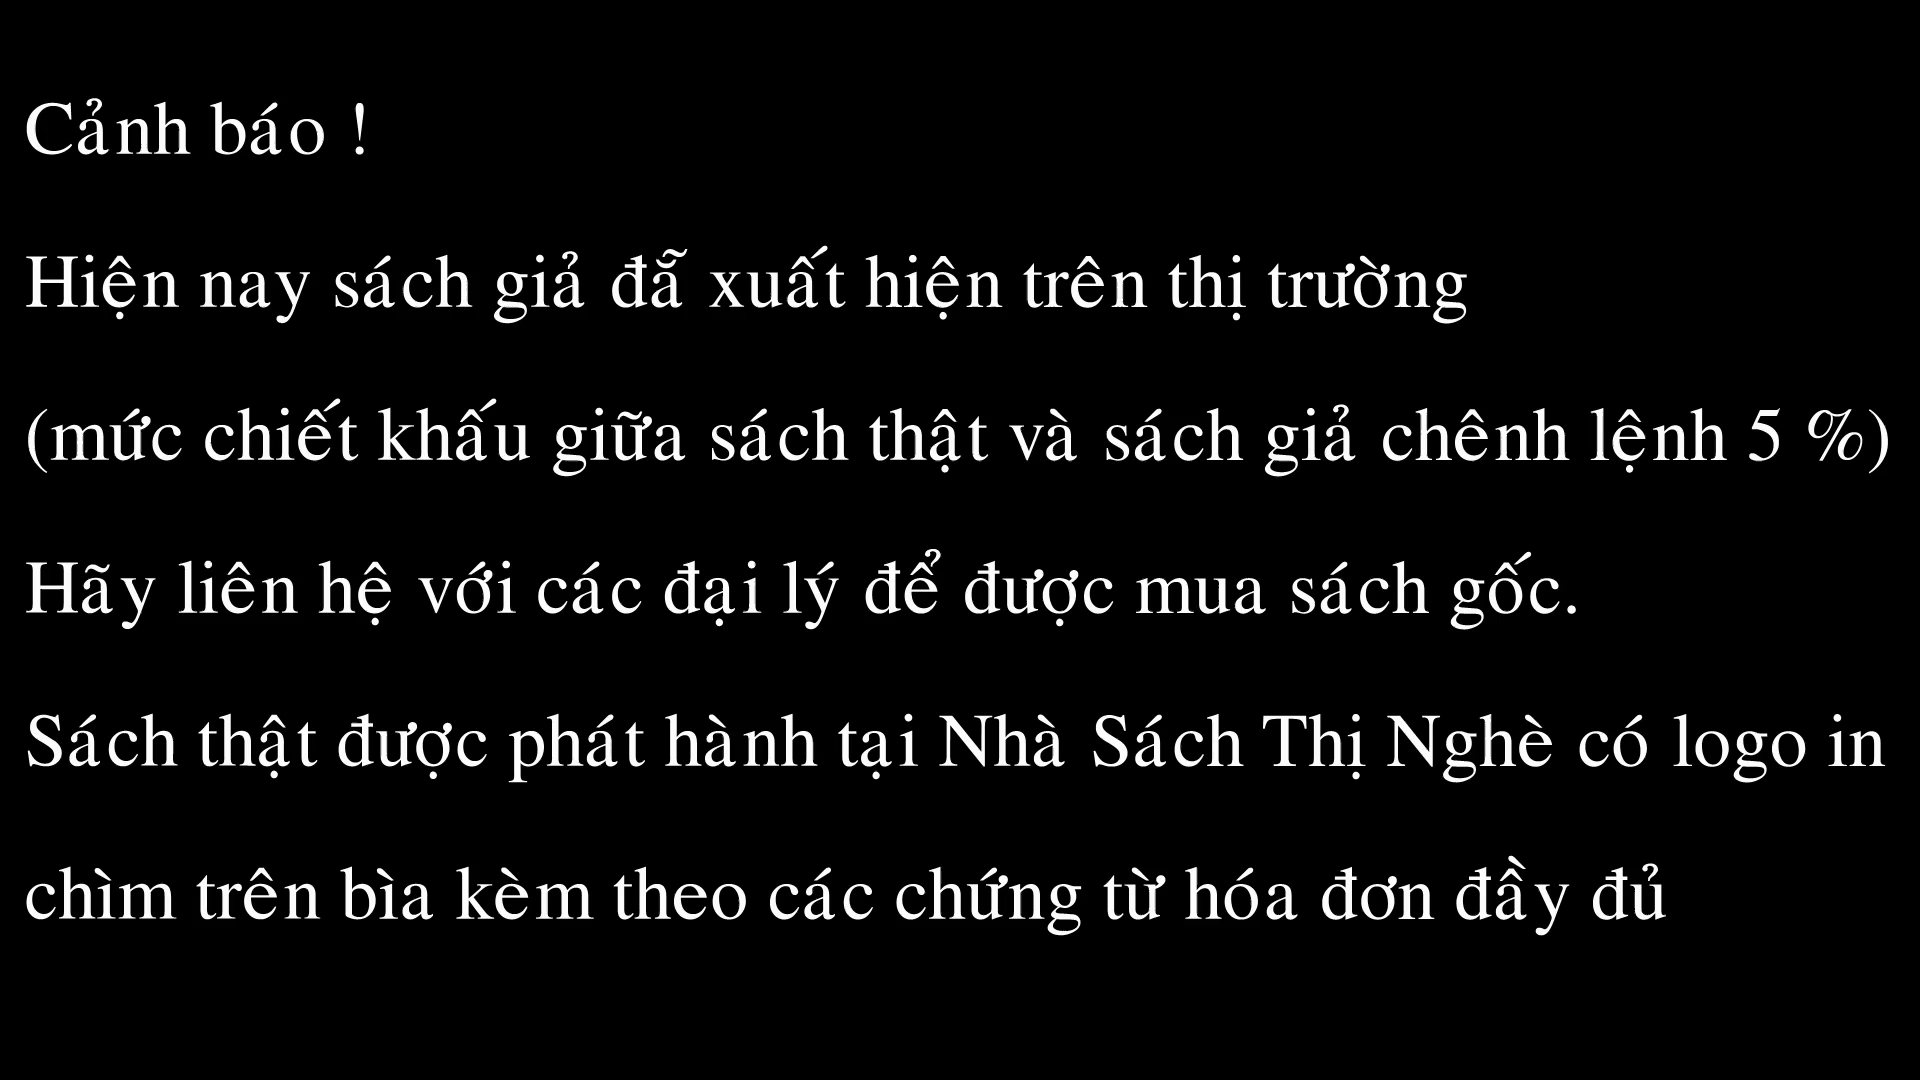 Cảnh báo !
Hiện nay sách giả đẫ xuất hiện trên thị trường
(mức chiết khấu giữa sách thật và sách giả chênh lệnh 5 %)
Hãy liên hệ với các đại lý để được mua sách gốc.
Sách thật được phát hành tại Nhà Sách Thị Nghè có logo in
chìm trên bìa kèm theo các chứng từ hóa đơn đầy đủ